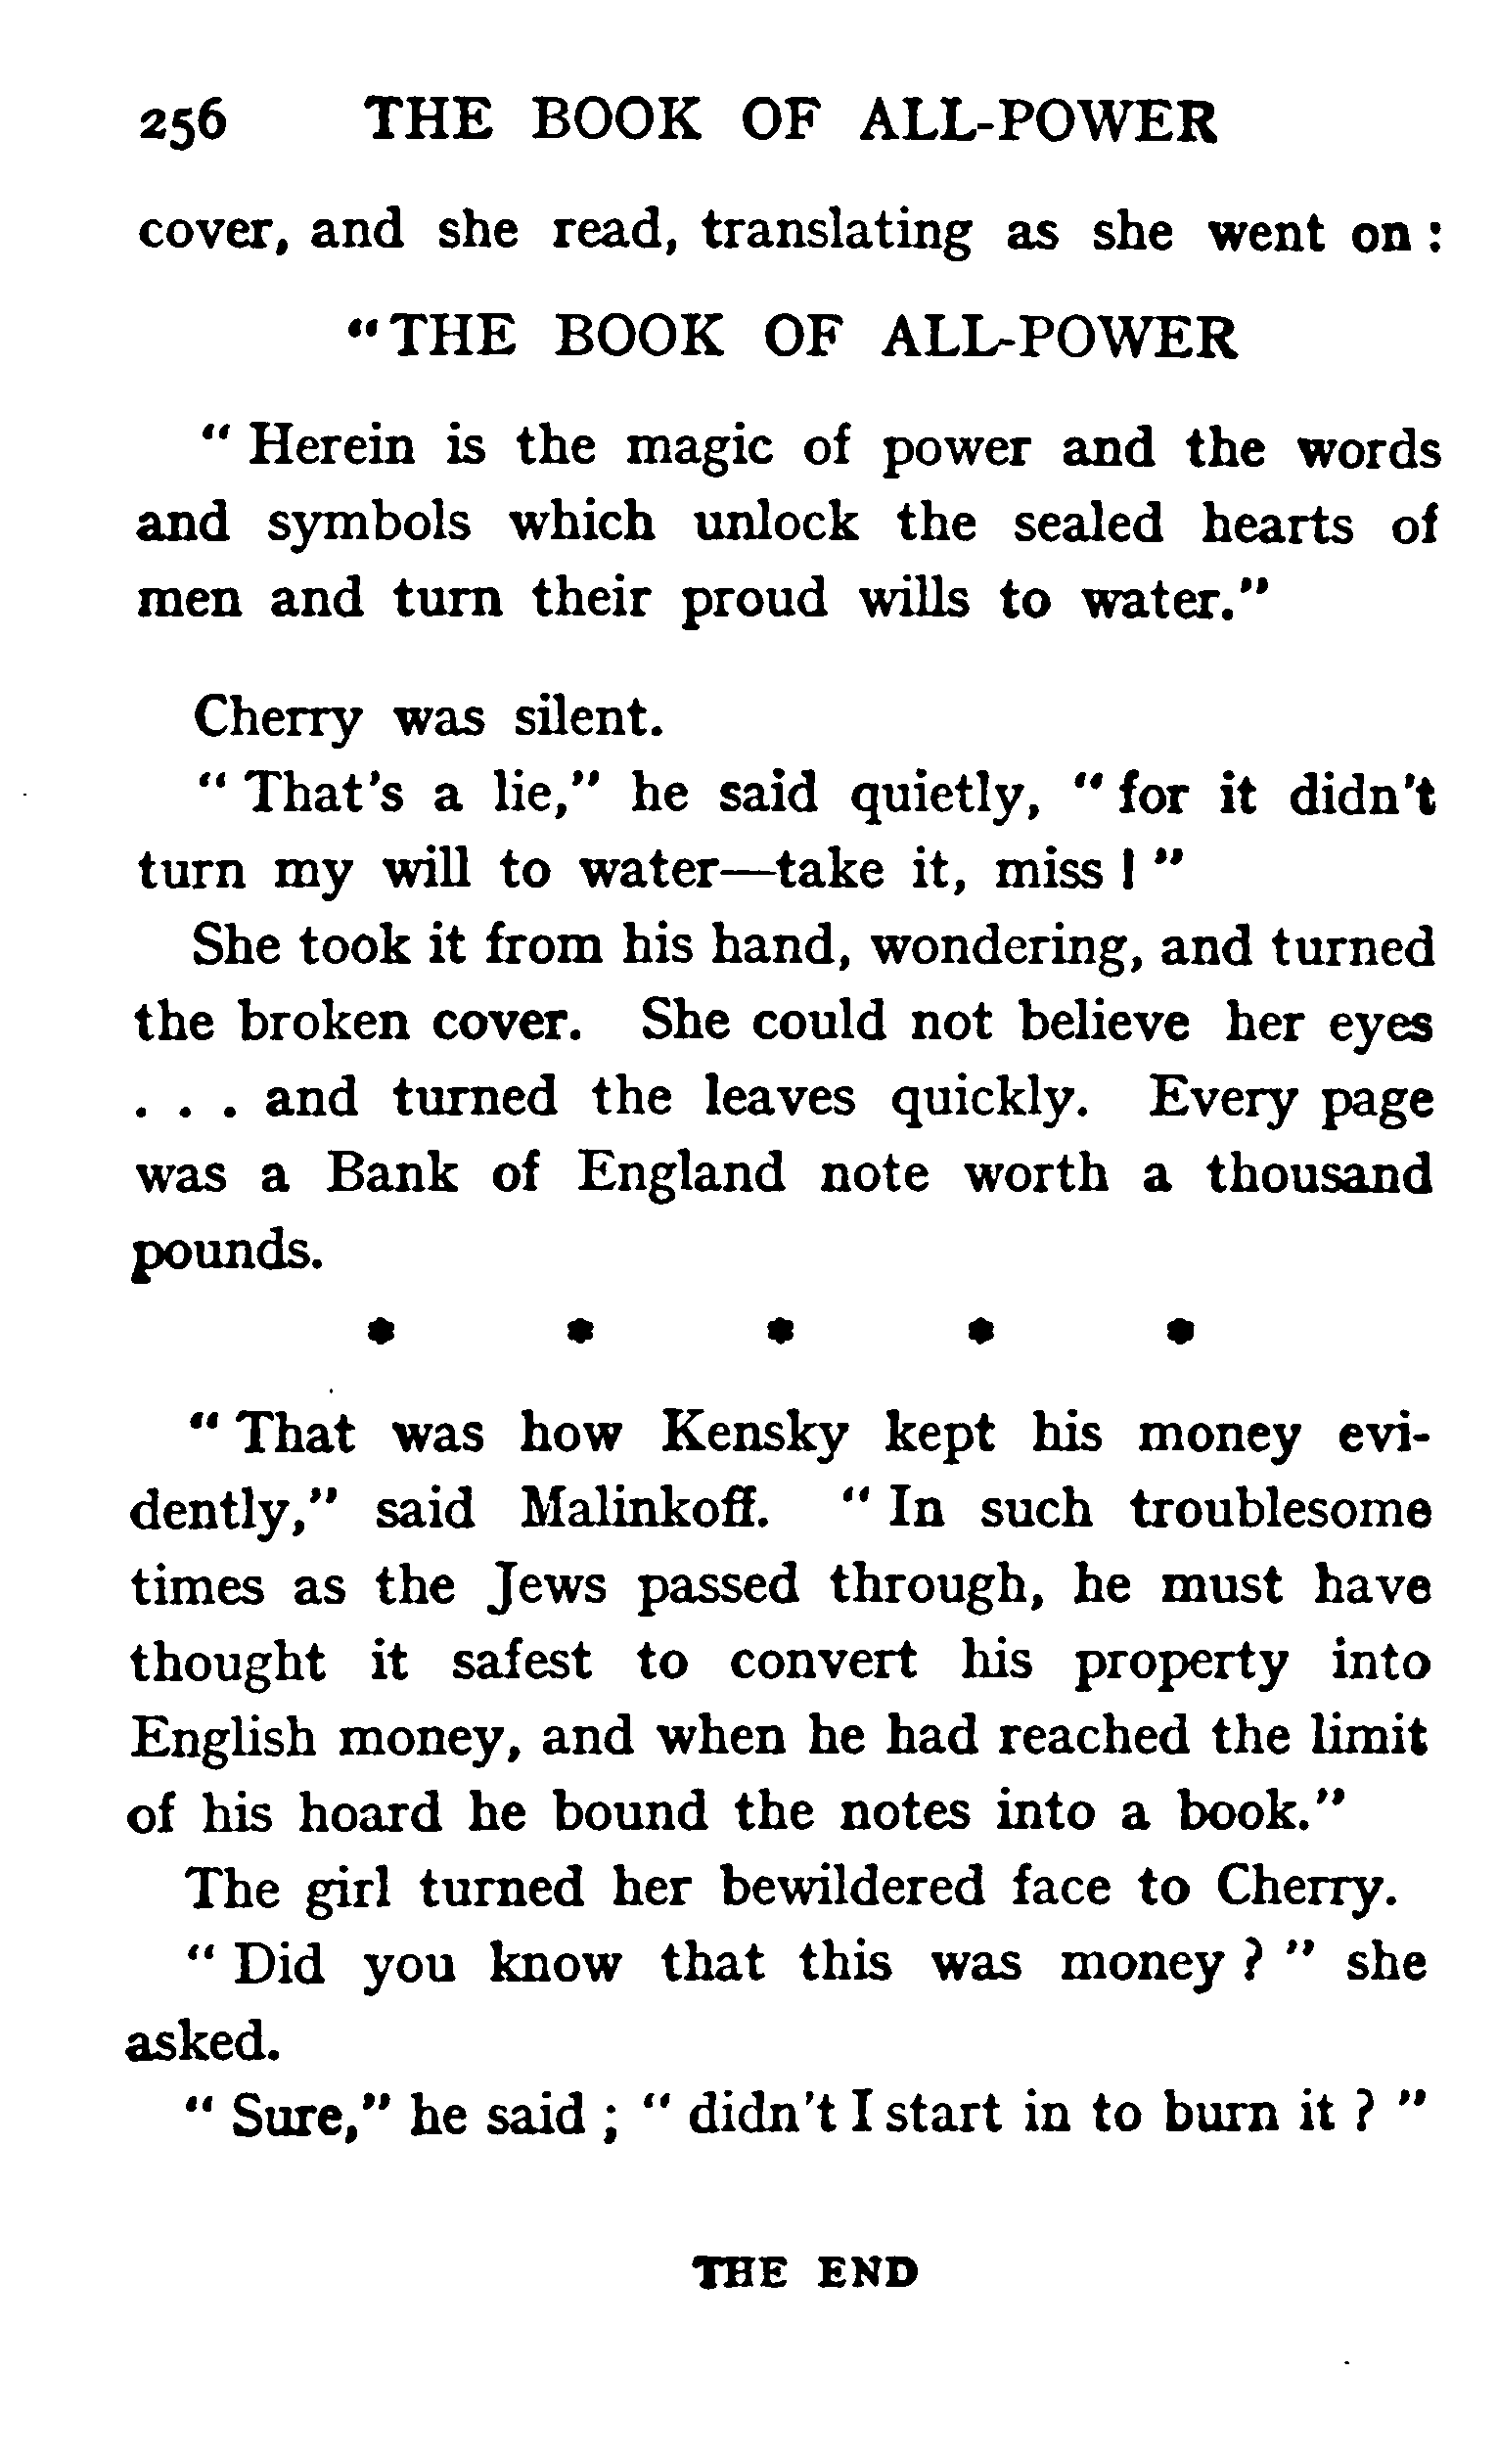 256 THE BOOK OF ALL-POWER
cover, and she read, translating as she went on :
"THE BOOK OF ALL-POWER
" Herein is the magic of power and the words
and symbols which unlock the sealed hearts of
men and turn their proud wills to water."
Cherry was silent.
" That's a lie," he said quietly, " for it didn't
turn my will to water—take it, miss ! "
She took it from his hand, wondering, and turned
the broken cover. She could not believe her eyes
. . . and turned the leaves quickly. Every page
was a Bank of England note worth a thousand
pounds.
* * * * *
" That was how Kensky kept his money evi-
dently," said Malinkoff. " In such troublesome
times as the Jews passed through, he must have
thought it safest to convert his property into
English money, and when he had reached the limit
of his hoard he bound the notes into a book."
The girl turned her bewildered face to Cherry.
" Did you know that this was money ? " she
asked.
" Sure," he said ; " didn't I start in to burn it ? "
THE END